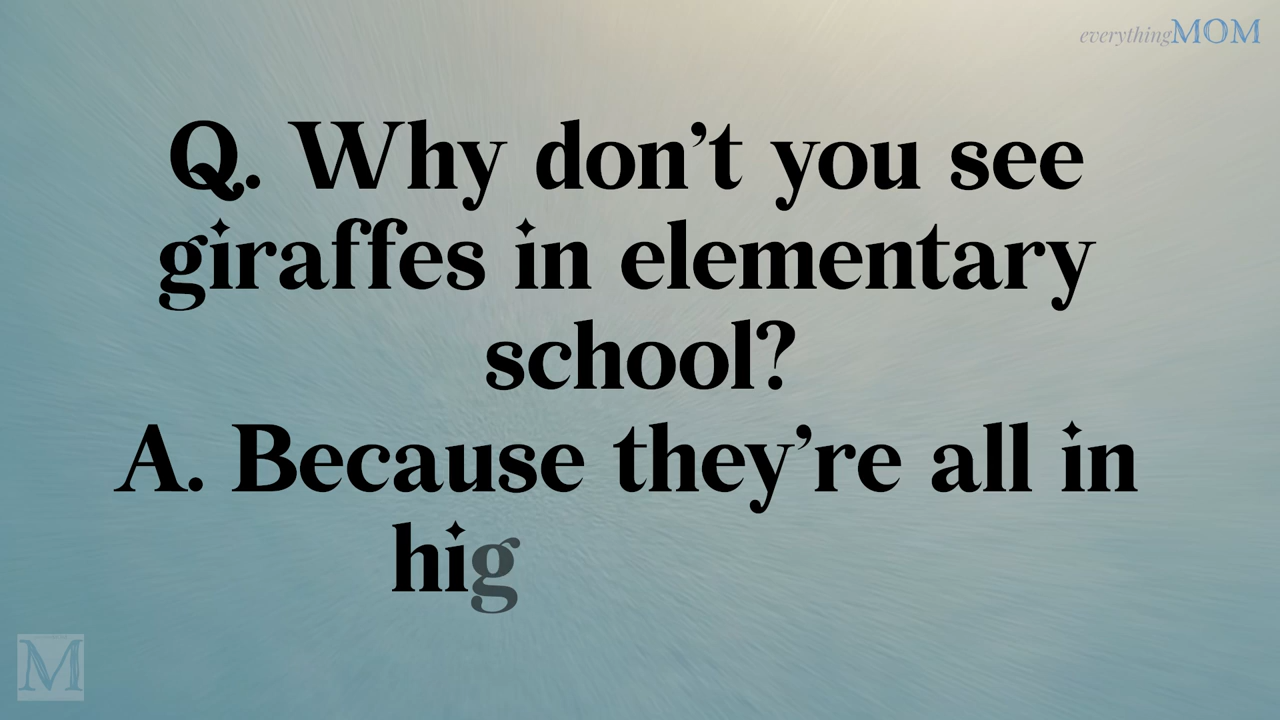 everythingMOM
Q. Why don’t you see
giraffes in elementary
school?
A. Because they’re all in
hig
M